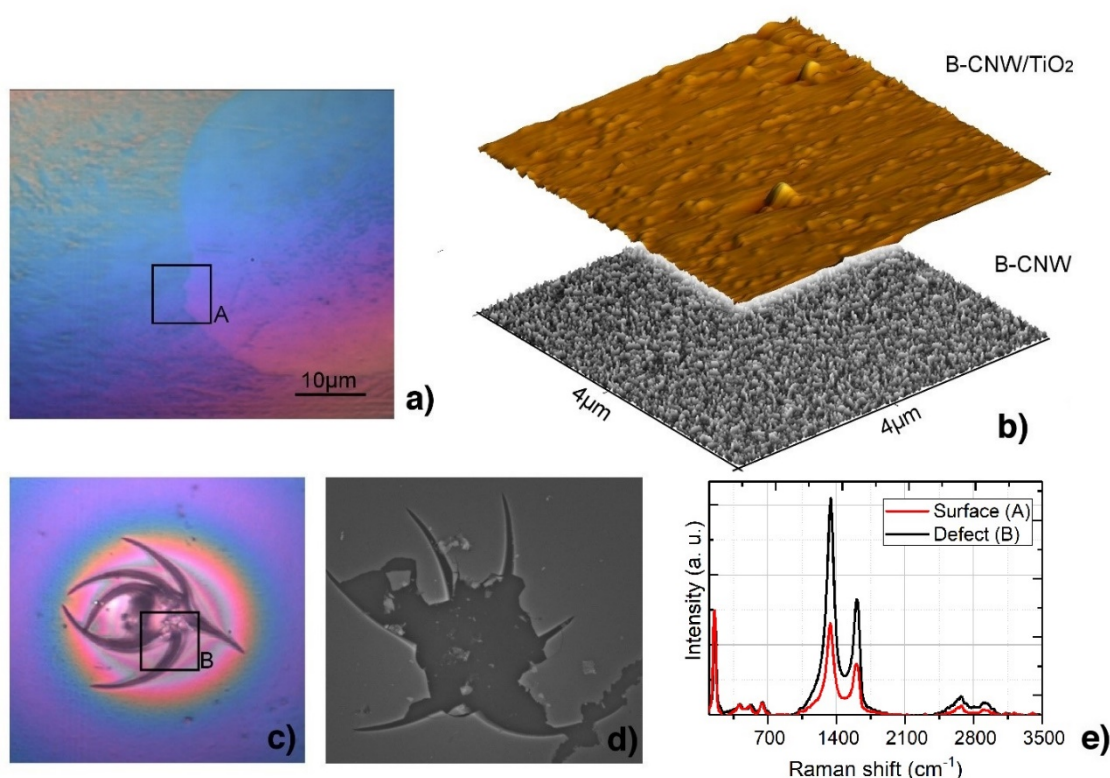 B-CNW/TiO₂
A
10μm
a)
B-CNW
4μm
4μm
b)
B
c)
d)
Surface (A)
Defect (B)
Intensity (a. u.)
700 1400 2100 2800 3500
Raman shift (cm⁻¹)
e)